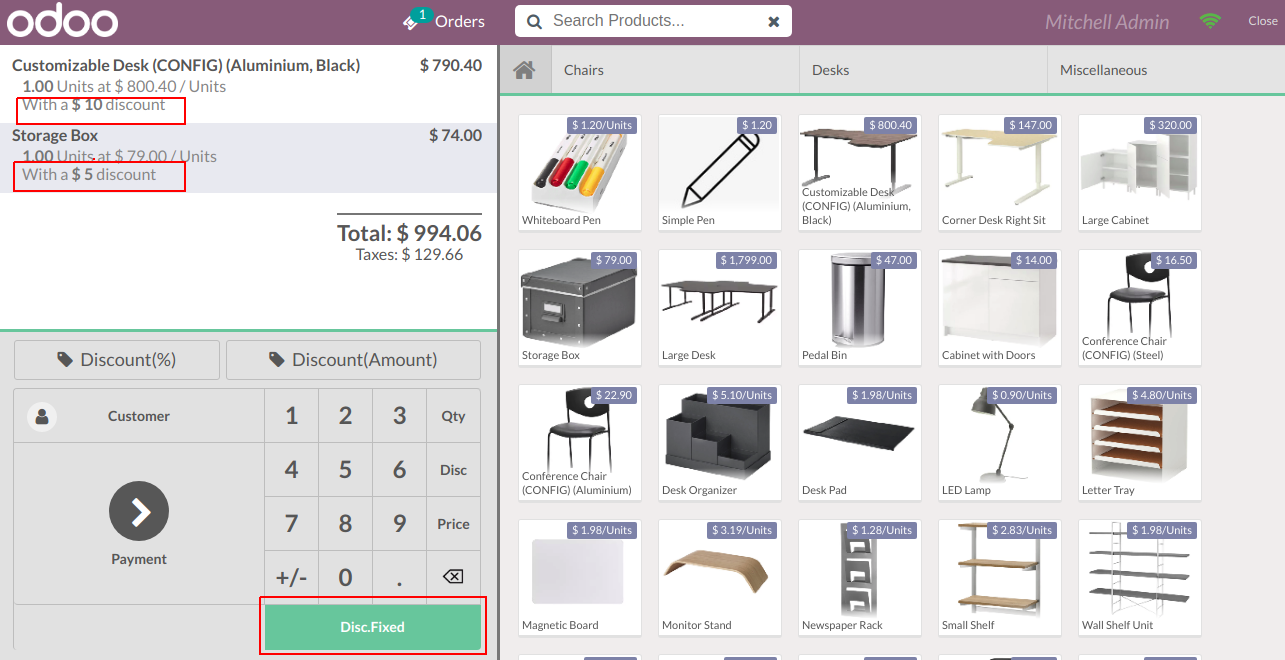 odoo
1
Orders
Search Products...
Mitchell Admin
Close
Customizable Desk (CONFIG) (Aluminium, Black) $ 790.40
1.00 Units at $ 800.40 / Units
With a $ 10 discount
Storage Box $ 74.00
1.00 Units at $ 79.00 / Units
With a $ 5 discount
Total: $ 994.06
Taxes: $ 129.66
Discount(%)
Discount(Amount)
Customer
1 2 3 Qty
4 5 6 Disc
7 8 9 Price
+/- 0 .
Payment
Disc.Fixed
Chairs
Desks
Miscellaneous
$ 1.20/Units
Whiteboard Pen
$ 1.20
Simple Pen
$ 800.40
Customizable Desk
(CONFIG) (Aluminium,
Black)
$ 147.00
Corner Desk Right Sit
$ 320.00
Large Cabinet
$ 79.00
Storage Box
$ 1,799.00
Large Desk
$ 47.00
Pedal Bin
$ 14.00
Cabinet with Doors
$ 16.50
Conference Chair
(CONFIG) (Steel)
$ 22.90
Conference Chair
(CONFIG) (Aluminium)
$ 5.10/Units
Desk Organizer
$ 1.98/Units
Desk Pad
$ 0.90/Units
LED Lamp
$ 4.80/Units
Letter Tray
$ 1.98/Units
Magnetic Board
$ 3.19/Units
Monitor Stand
$ 1.28/Units
Newspaper Rack
$ 2.83/Units
Small Shelf
$ 1.98/Units
Wall Shelf Unit